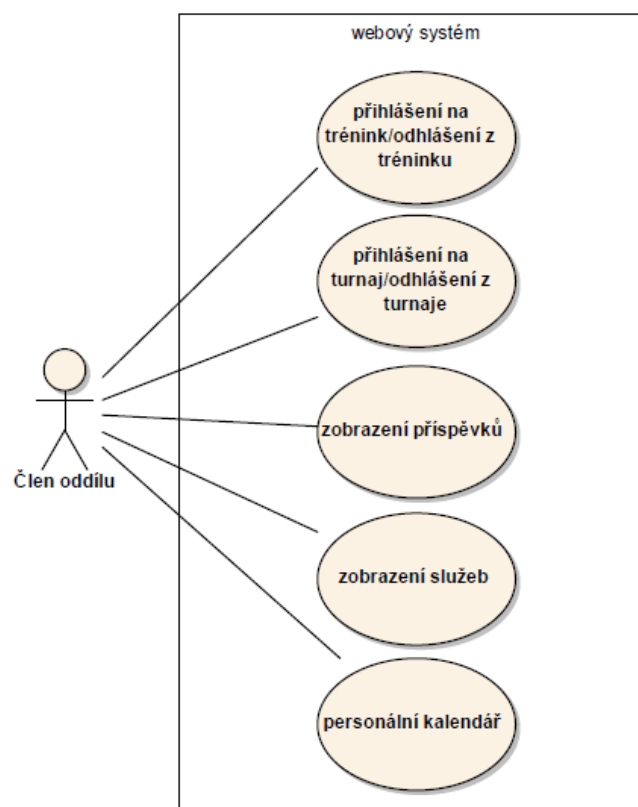 webový systém
přihlášení na
trénink/odhlášení z
tréninku
přihlášení na
turnaj/odhlášení z
turnaje
zobrazení příspěvků
Člen oddílu
zobrazení služeb
personální kalendář